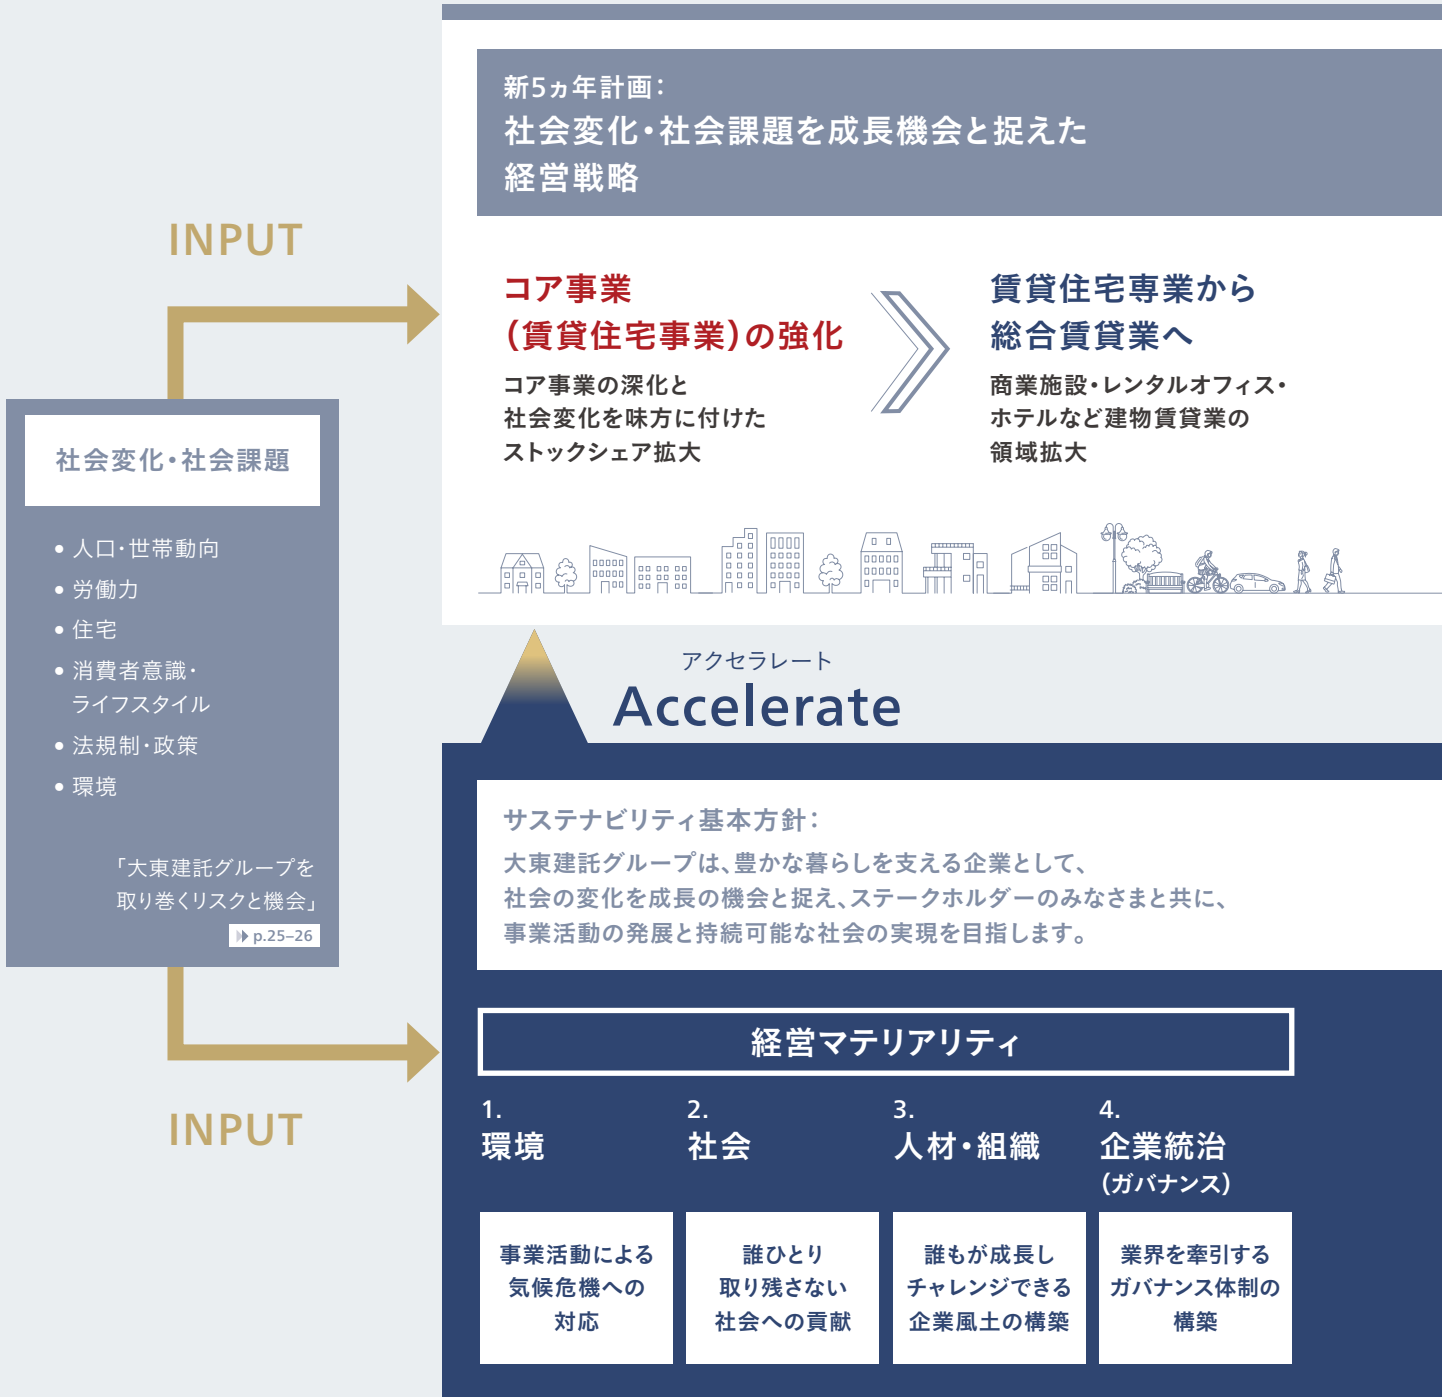 新5ヵ年計画：
社会変化・社会課題を成長機会と捉えた
経営戦略
INPUT
コア事業
（賃貸住宅事業）の強化
コア事業の深化と
社会変化を味方に付けた
ストックシェア拡大
賃貸住宅専業から
総合賃貸業へ
商業施設・レンタルオフィス・
ホテルなど建物賃貸業の
領域拡大
社会変化・社会課題
• 人口・世帯動向
• 労働力
• 住宅
• 消費者意識・
ライフスタイル
• 法規制・政策
• 環境
「大東建託グループを
取り巻くリスクと機会」
p.25–26
アクセラレート
Accelerate
サステナビリティ基本方針：
大東建託グループは、豊かな暮らしを支える企業として、
社会の変化を成長の機会と捉え、ステークホルダーのみなさまと共に、
事業活動の発展と持続可能な社会の実現を目指します。
INPUT
経営マテリアリティ
1.
環境
事業活動による
気候危機への
対応
2.
社会
誰ひとり
取り残さない
社会への貢献
3.
人材・組織
誰もが成長し
チャレンジできる
企業風土の構築
4.
企業統治
（ガバナンス）
業界を牽引する
ガバナンス体制の
構築